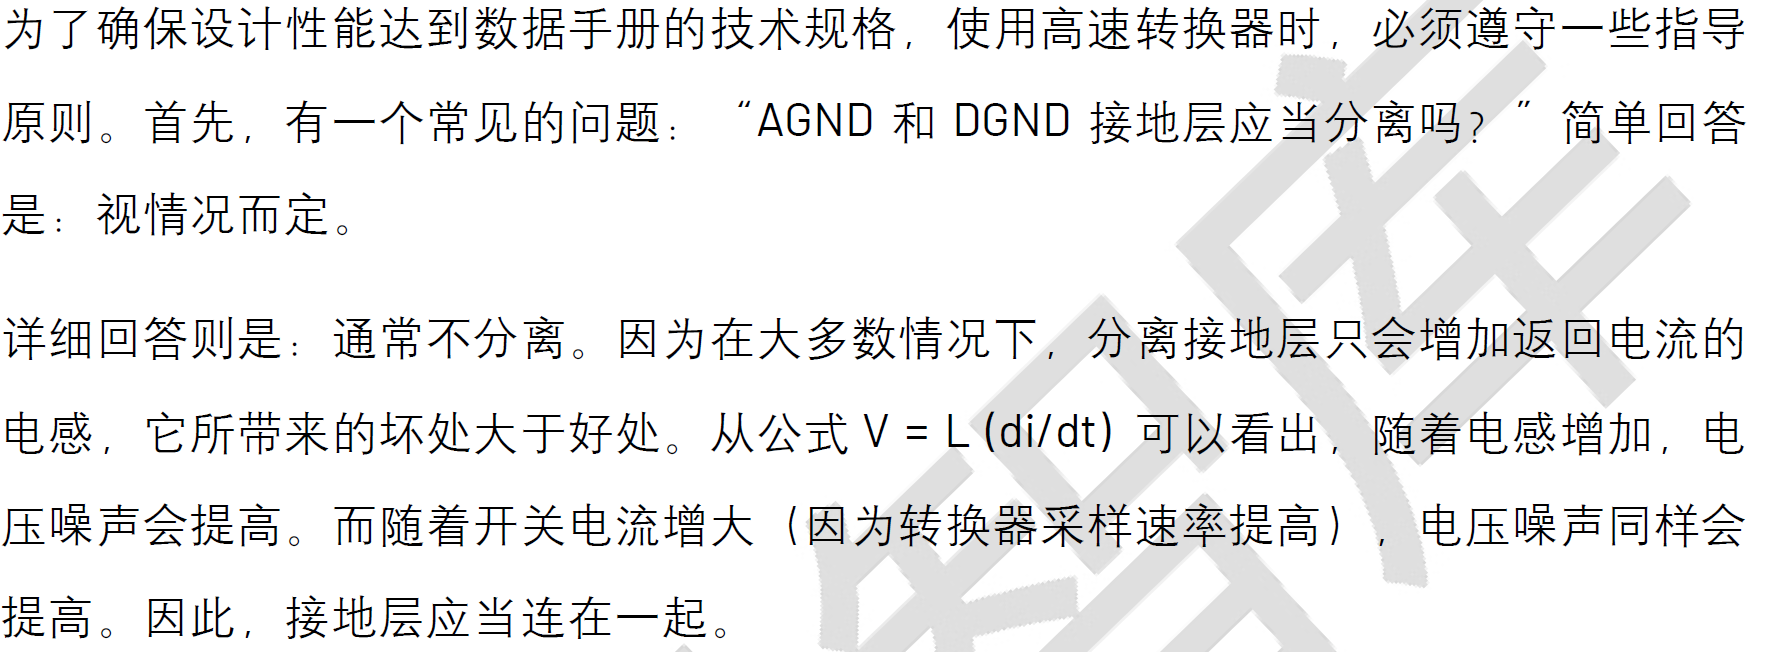 为了确保设计性能达到数据手册的技术规格，使用高速转换器时，必须遵守一些指导
原则。首先，有一个常见的问题：“AGND 和 DGND 接地层应当分离吗？”简单回答
是：视情况而定。
详细回答则是：通常不分离。因为在大多数情况下，分离接地层只会增加返回电流的
电感，它所带来的坏处大于好处。从公式 V = L (di/dt) 可以看出，随着电感增加，电
压噪声会提高。而随着开关电流增大（因为转换器采样速率提高），电压噪声同样会
提高。因此，接地层应当连在一起。
智库